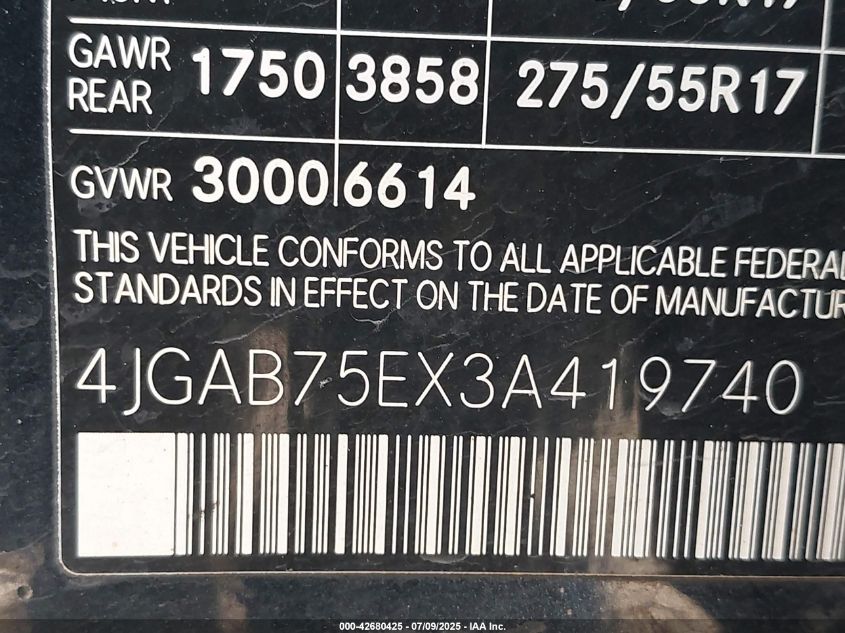 GAWR REAR 1750 3858 275/55R17
GVWR 3000 6614
THIS VEHICLE CONFORMS TO ALL APPLICABLE FEDERAL
STANDARDS IN EFFECT ON THE DATE OF MANUFACTUR
4JGAB75EX3A419740
000-42680425 - 07/09/2025 - IAA Inc.